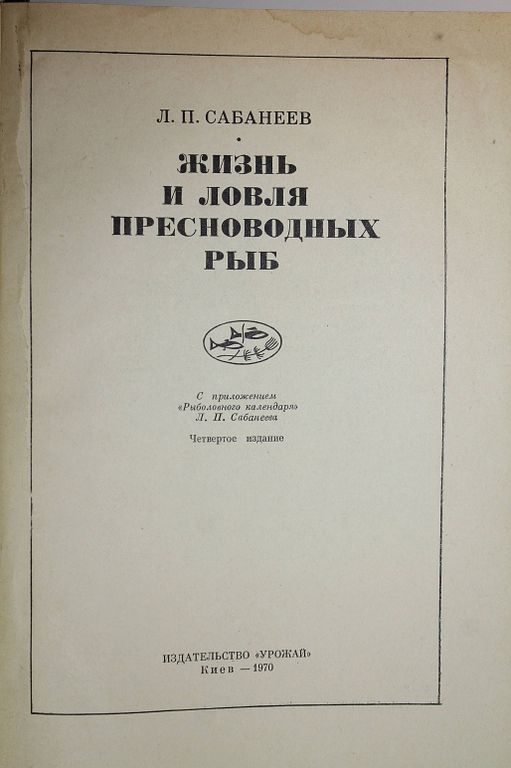 Л. П. САБАНЕЕВ
ЖИЗНЬ
И ЛОВЛЯ
ПРЕСНОВОДНЫХ
РЫБ
С приложением
«Рыболовного календаря»
Л. П. Сабанеева
Четвертое издание
ИЗДАТЕЛЬСТВО «УРОЖАЙ»
Киев — 1970